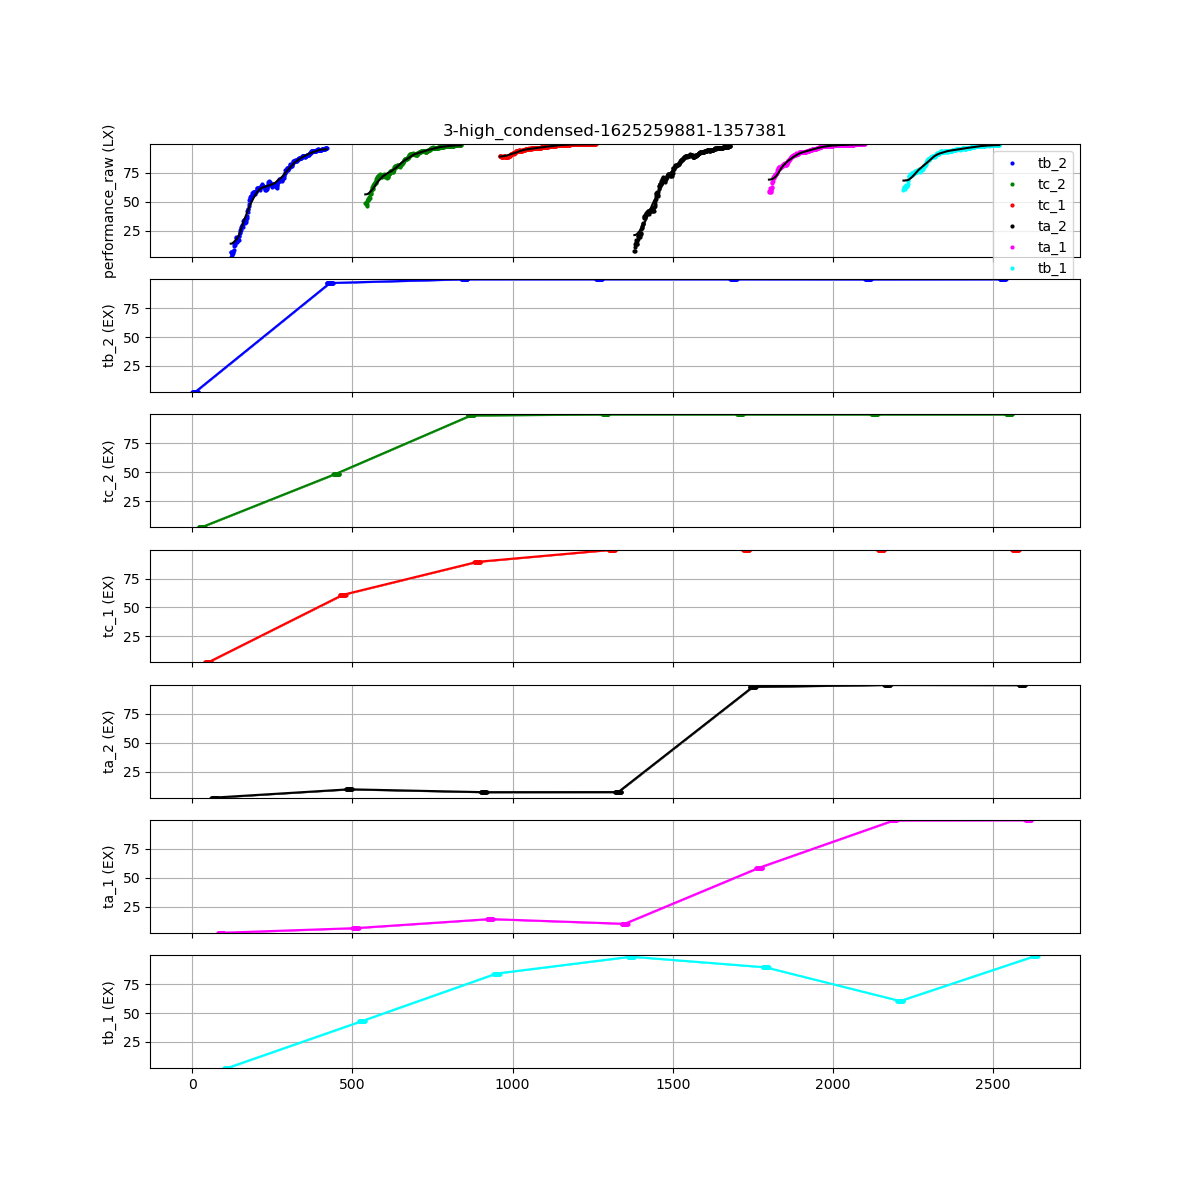 3-high_condensed-1625259881-1357381
performance_raw (LX)
75
50
25
tb_2
tc_2
tc_1
ta_2
ta_1
tb_1
tb_2 (EX)
75
50
25
tc_2 (EX)
75
50
25
tc_1 (EX)
75
50
25
ta_2 (EX)
75
50
25
ta_1 (EX)
75
50
25
tb_1 (EX)
75
50
25
0 500 1000 1500 2000 2500